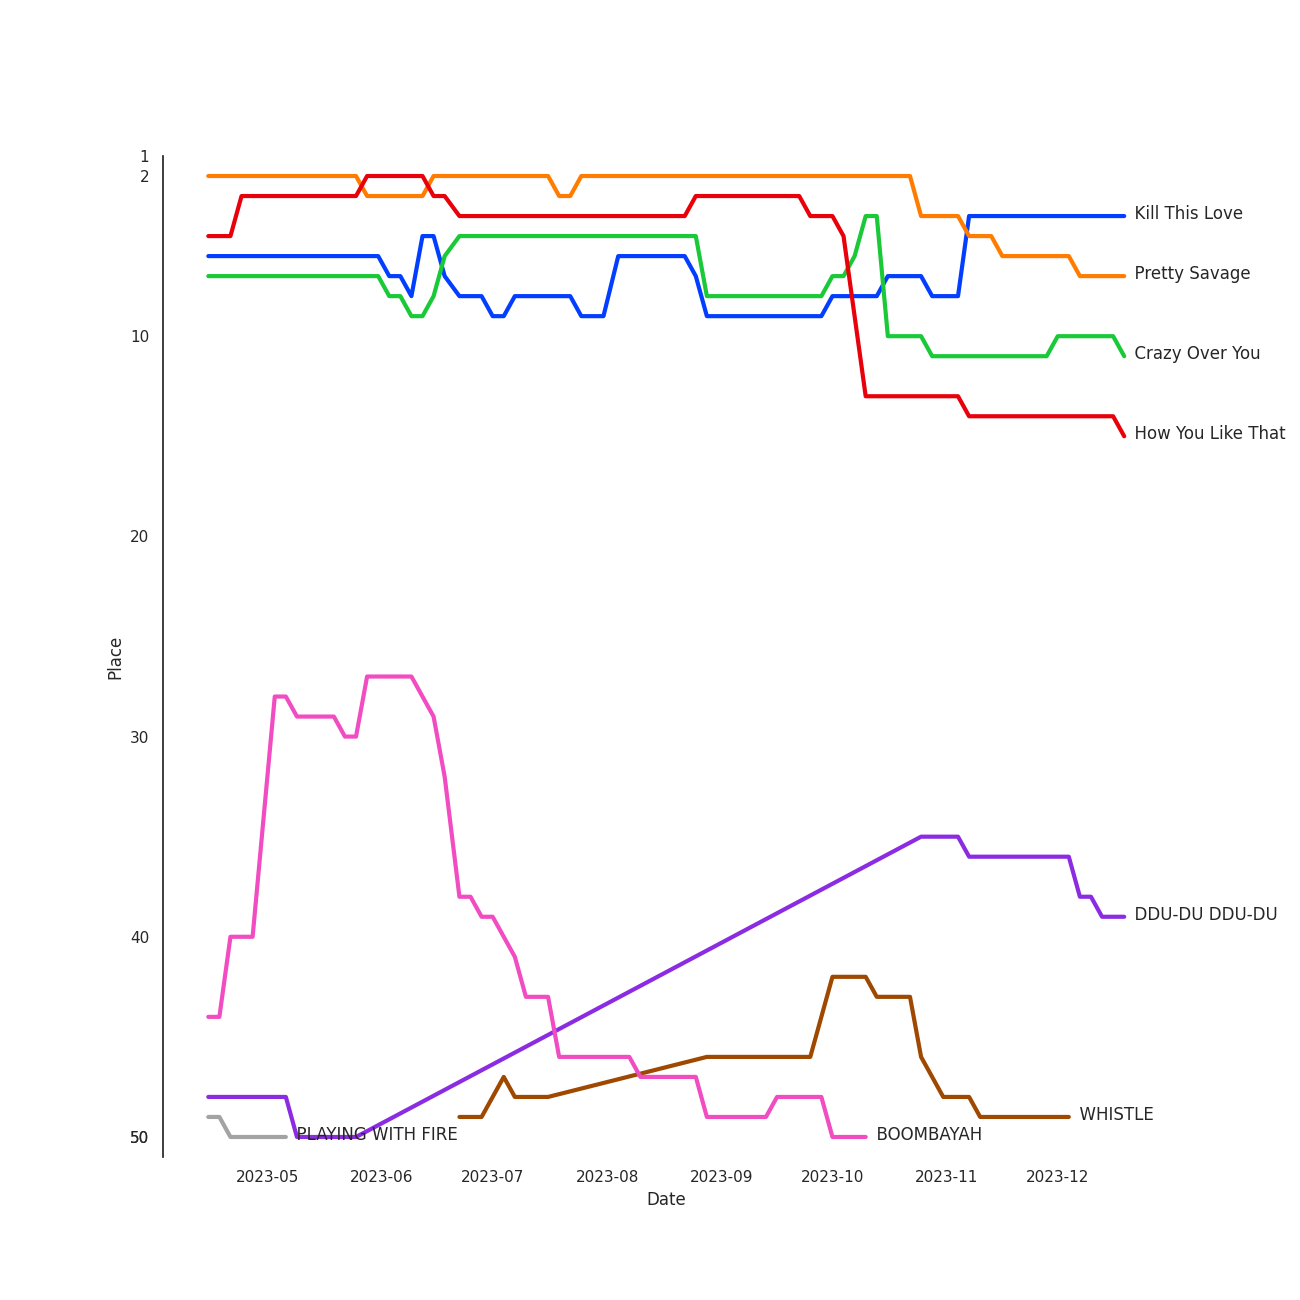 1
2
10
20
30
40
50
Place
Kill This Love
Pretty Savage
Crazy Over You
How You Like That
DDU-DU DDU-DU
WHISTLE
PLAYING WITH FIRE
BOOMBAYAH
2023-05 2023-06 2023-07 2023-08 2023-09 2023-10 2023-11 2023-12
Date